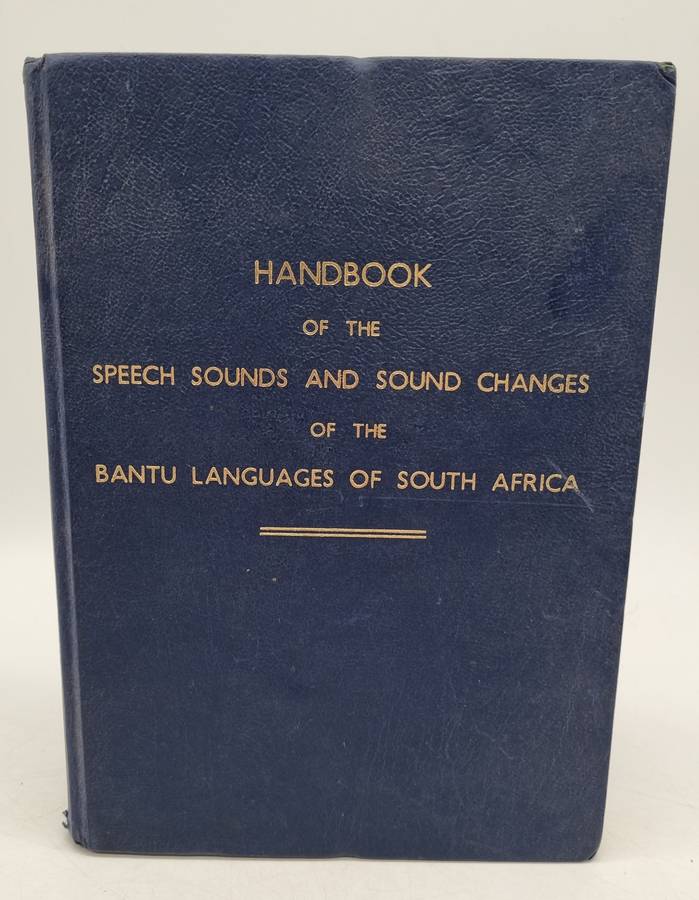 HANDBOOK
OF THE
SPEECH SOUNDS AND SOUND CHANGES
OF THE
BANTU LANGUAGES OF SOUTH AFRICA